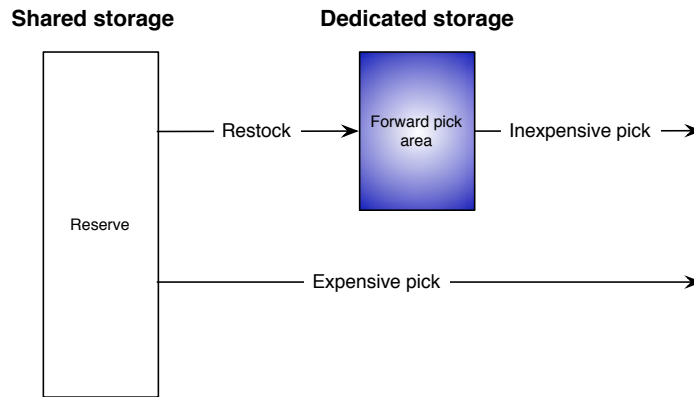 Shared storage
Dedicated storage
Restock
Forward pick
area
Inexpensive pick
Reserve
Expensive pick